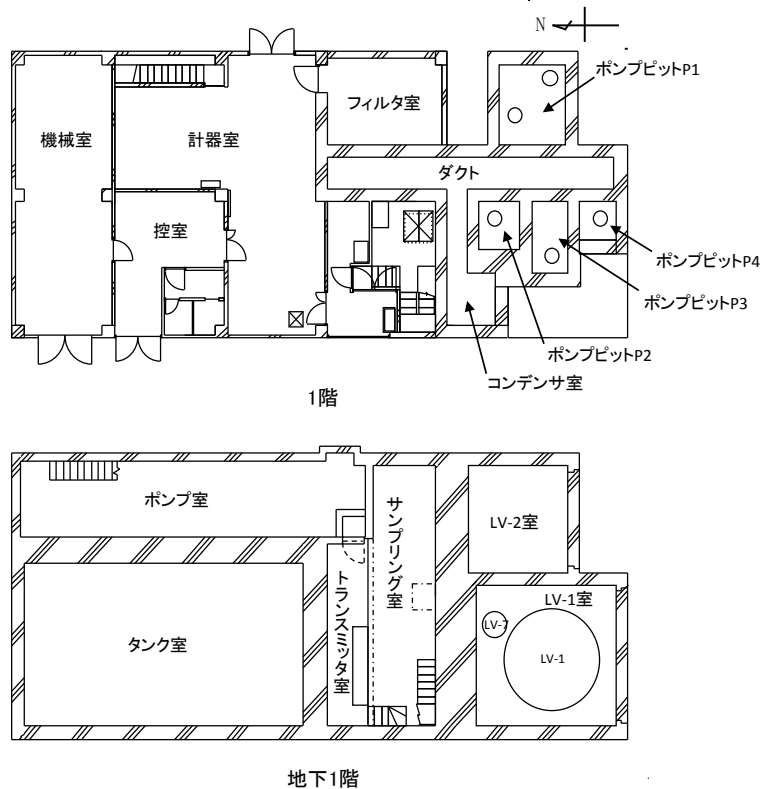 N
ポンプピットP1
機械室
計器室
フィルタ室
ダクト
控室
ポンプピットP4
ポンプピットP3
ポンプピットP2
コンデンサ室
1階
ポンプ室
サンプリング室
LV-2室
トランスミッタ室
LV-1室
LV-7
タンク室
LV-1
地下1階